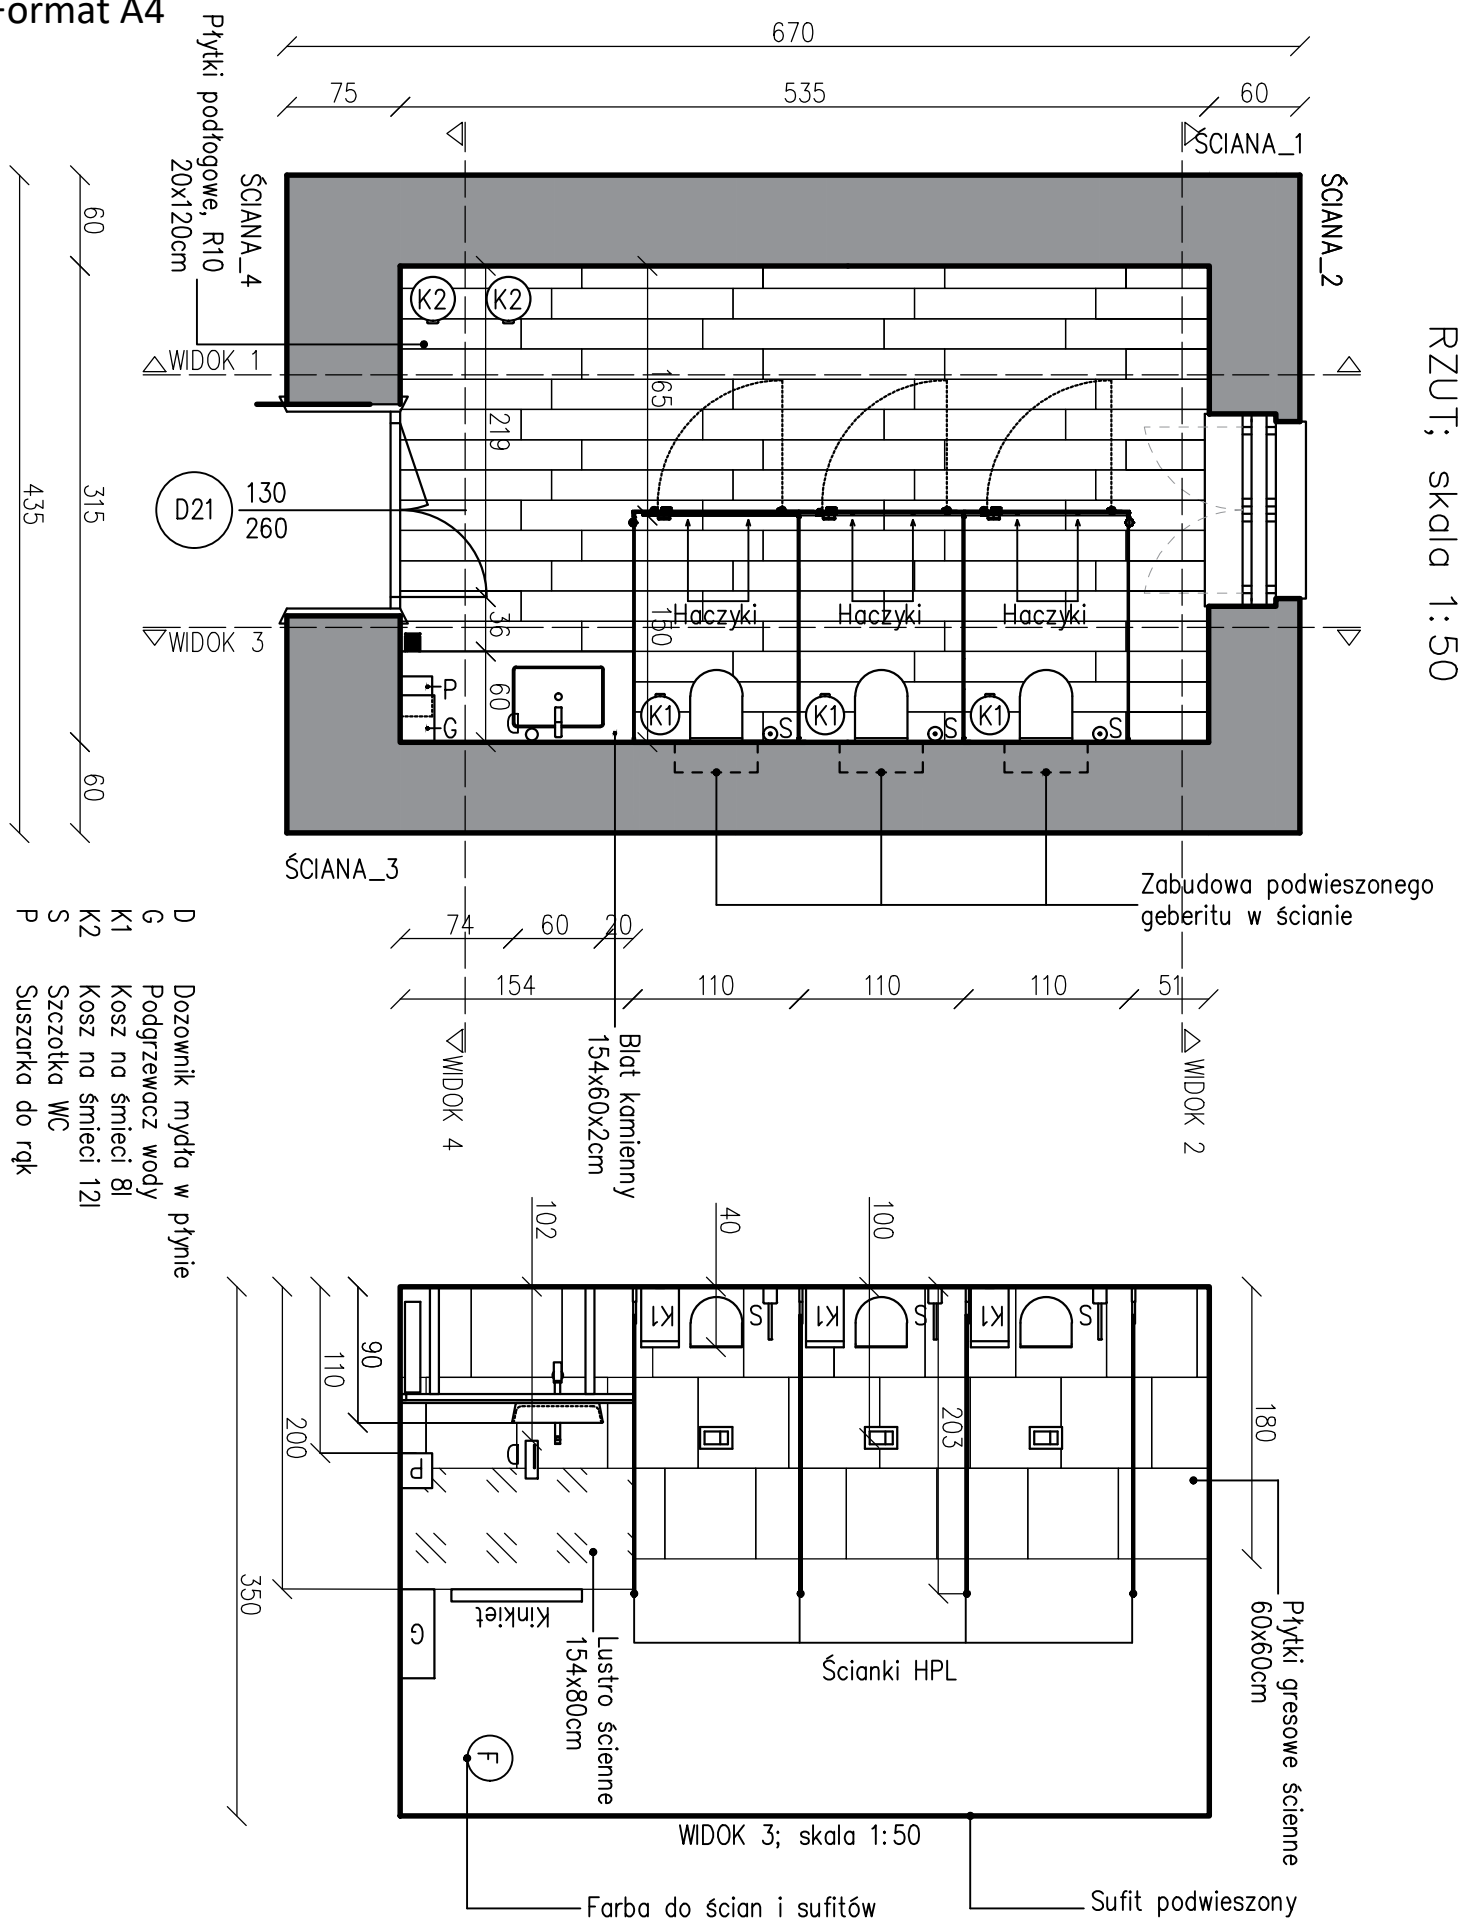 Format A4
RZUT; skala 1:50
670
75
535
60
ŚCIANA_1
ŚCIANA_2
ŚCIANA_4
Płytki podłogowe, R10
20x120cm
60
315
60
435
K2
K2
WIDOK 1
165
219
D21
130
260
36
150
60
WIDOK 3
Haczyki
Haczyki
Haczyki
P
G
D
K1
S
K1
S
K1
S
ŚCIANA_3
Zabudowa podwieszonego
geberitu w ścianie
74
60
20
154
110
110
110
51
WIDOK 4
WIDOK 2
Blat kamienny
154x60x2cm
D Dozownik mydła w płynie
G Podgrzewacz wody
K1 Kosz na śmieci 8l
K2 Kosz na śmieci 12l
S Szczotka WC
P Suszarka do rąk
102
40
100
K1
S
K1
S
K1
S
90
110
200
350
203
180
D
P
Kinkiet
G
F
Lustro ścienne
154x80cm
Ścianki HPL
Płytki gresowe ścienne
60x60cm
WIDOK 3; skala 1:50
Farba do ścian i sufitów
Sufit podwieszony